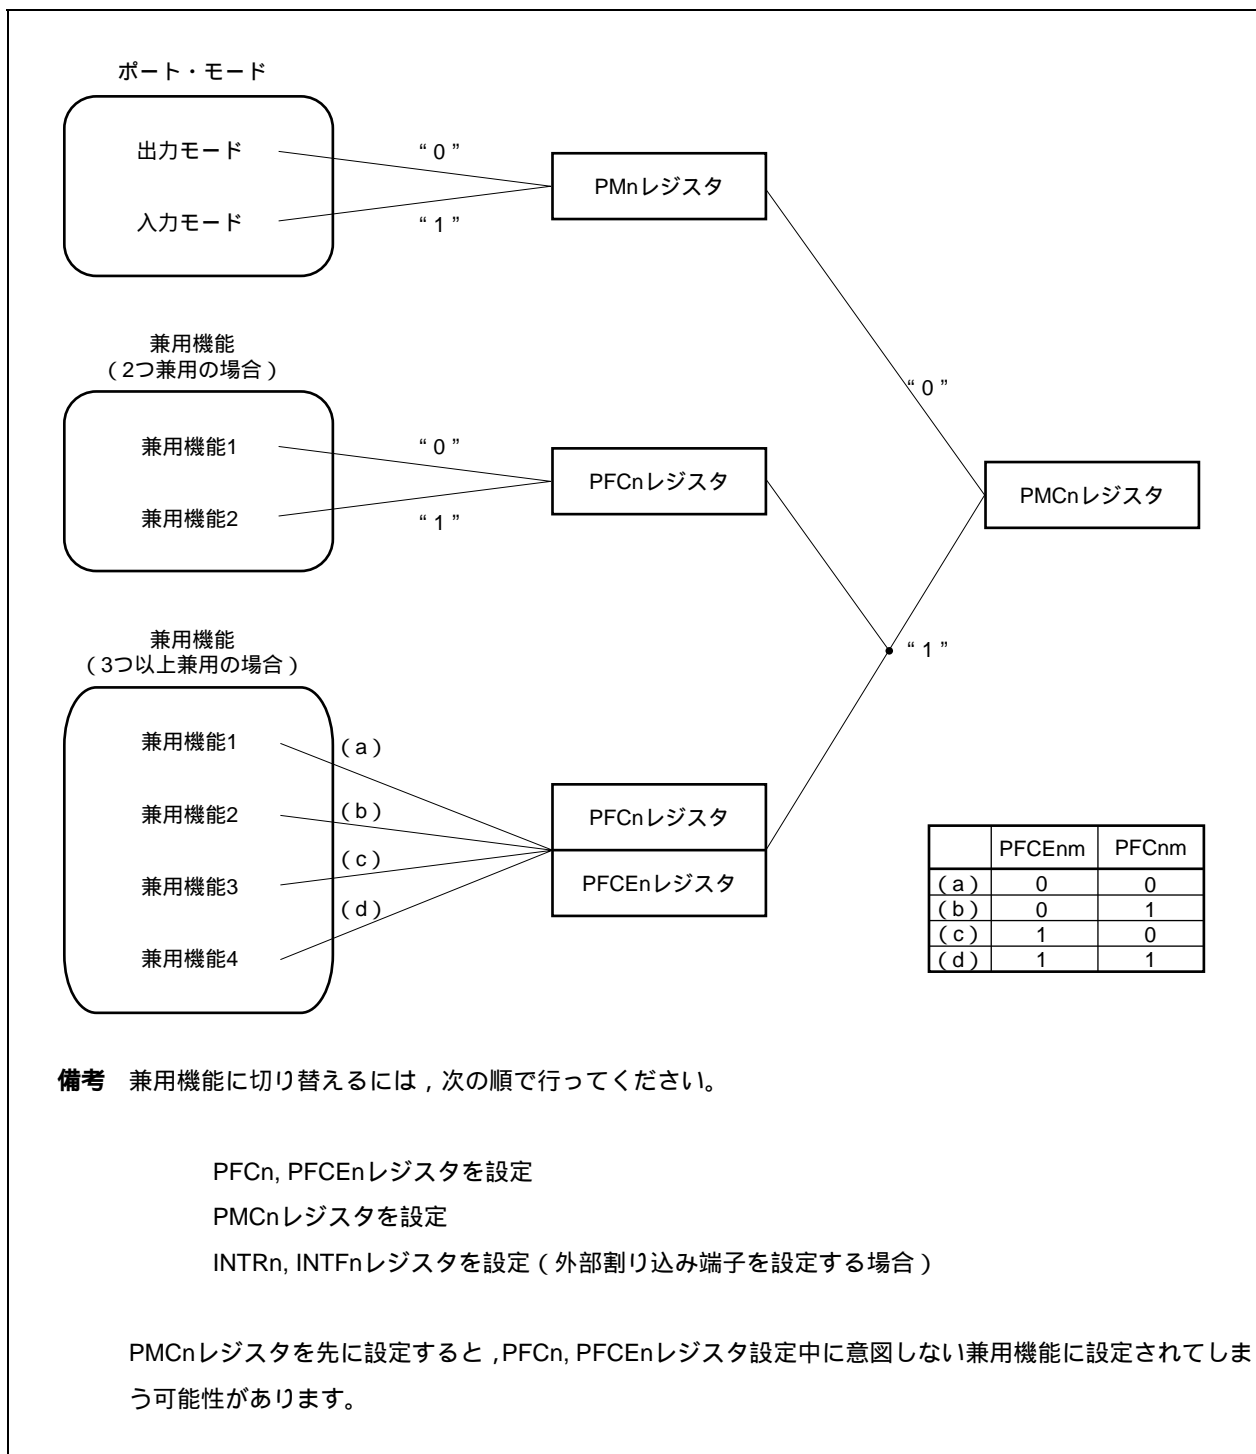 ポート・モード
出力モード
“ 0 ”
PMnレジスタ
入力モード
“ 1 ”
兼用機能
（2つ兼用の場合）
“ 0 ”
兼用機能1
“ 0 ”
PFCnレジスタ
PMCnレジスタ
兼用機能2
“ 1 ”
兼用機能
（3つ以上兼用の場合）
“ 1 ”
兼用機能1
（a）
兼用機能2
（b）
PFCnレジスタ
（c）
兼用機能3
PFCEnレジスタ
（d）
兼用機能4
PFCEnm PFCnm
（a） 0 0
（b） 0 1
（c） 1 0
（d） 1 1
備考 兼用機能に切り替えるには，次の順で行ってください。
PFCn, PFCEnレジスタを設定
PMCnレジスタを設定
INTRn, INTFnレジスタを設定（外部割り込み端子を設定する場合）
PMCnレジスタを先に設定すると，PFCn, PFCEnレジスタ設定中に意図しない兼用機能に設定されてしま
う可能性があります。